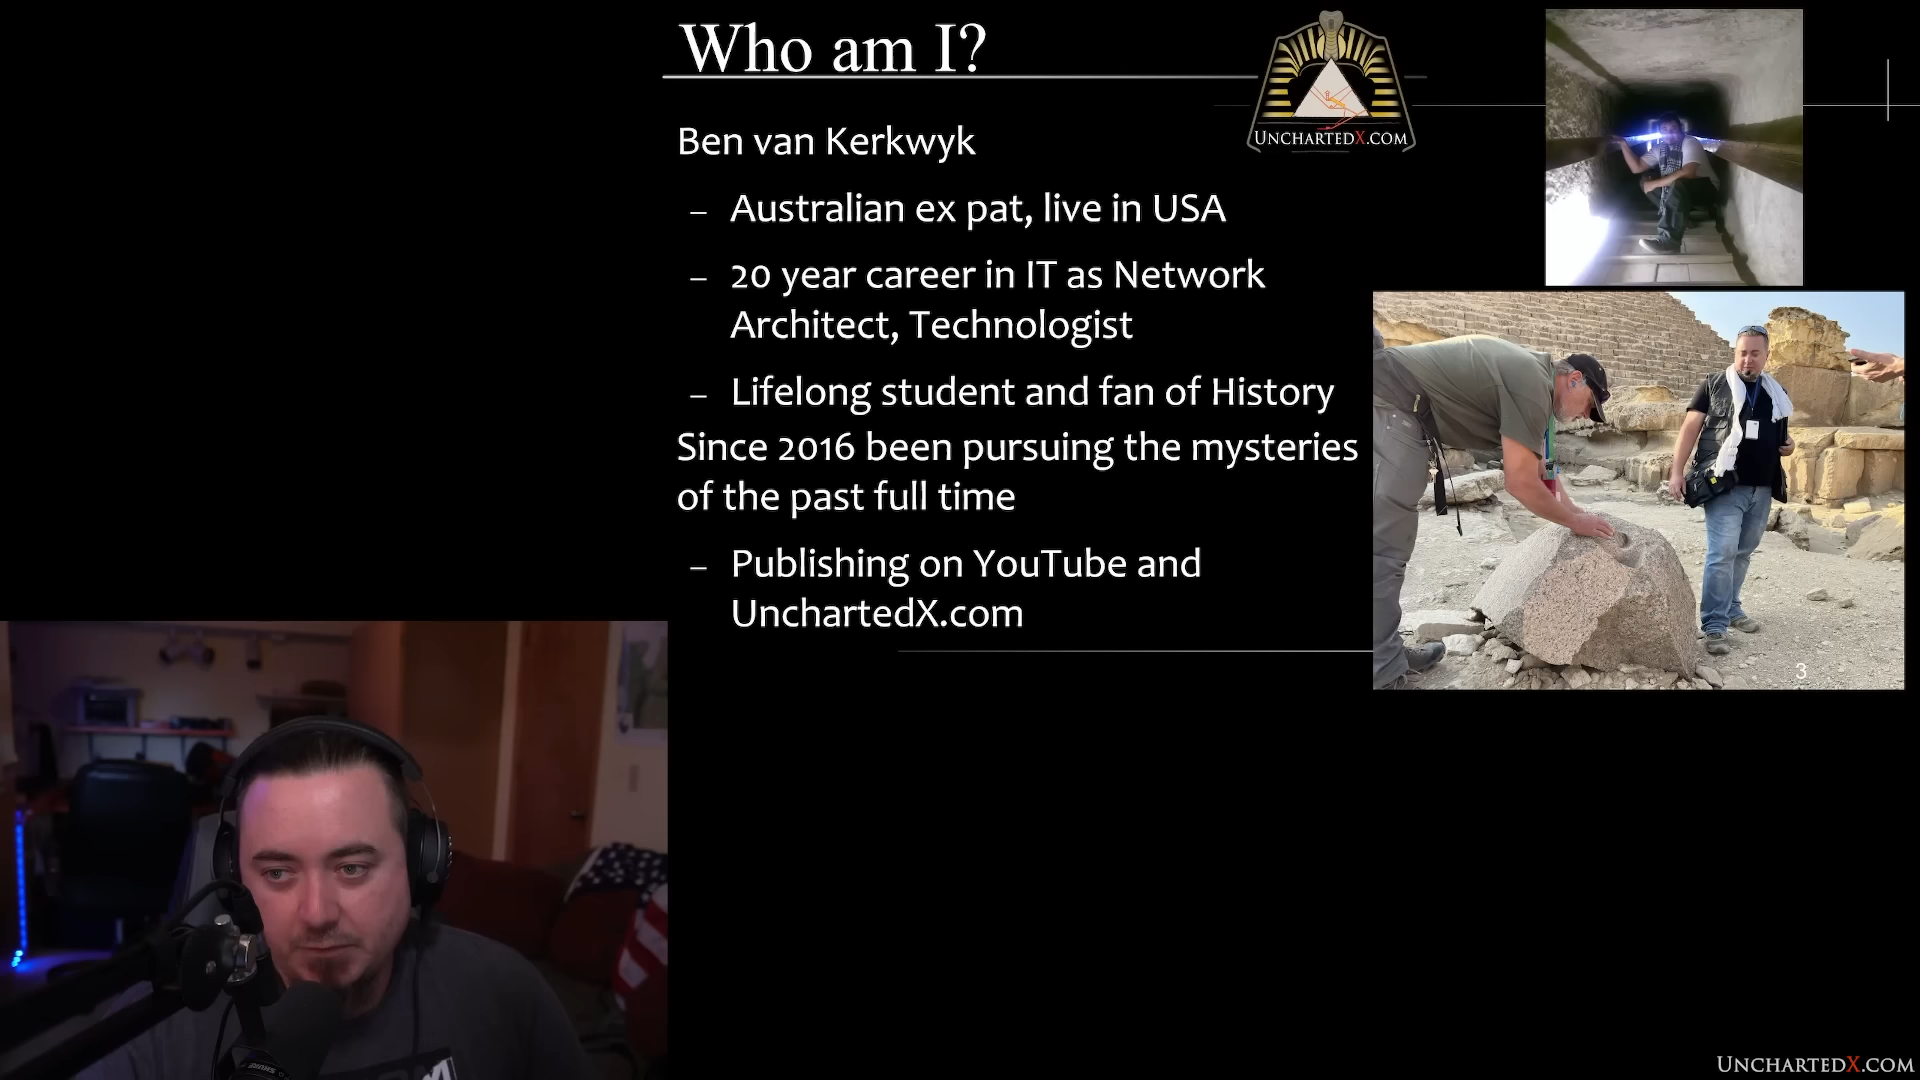 Who am I?
UNCHARTEDX.COM
Ben van Kerkwyk
– Australian ex pat, live in USA
– 20 year career in IT as Network
Architect, Technologist
– Lifelong student and fan of History
Since 2016 been pursuing the mysteries
of the past full time
– Publishing on YouTube and
UnchartedX.com
3
UNCHARTEDX.COM